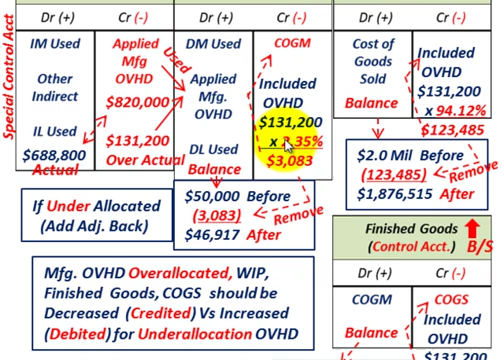 Special Control Acct
Dr (+) Cr (-)
IM Used
Other
Indirect
IL Used
$688,800
Actual
Applied
Mfg
OVHD
$820,000
$131,200
Over Actual
Used
Dr (+) Cr (-)
DM Used
Applied
Mfg.
OVHD
DL Used
Balance
COGM
Included
OVHD
$131,200
35%
$3,083
$50,000 Before
(3,083)
$46,917 After
Remove
Dr (+) Cr (-)
Cost of
Goods
Sold
Balance
Included
OVHD
$131,200
x 94.12%
$123,485
$2.0 Mil Before
(123,485)
$1,876,515 After
Remove
If Under Allocated
(Add Adj. Back)
Mfg. OVHD Overallocated, WIP,
Finished Goods, COGS should be
Decreased (Credited) Vs Increased
(Debited) for Underallocation OVHD
Finished Goods
(Control Acct.) B/S
Dr (+) Cr (-)
COGM
Balance
COGS
Included
OVHD
$131,200